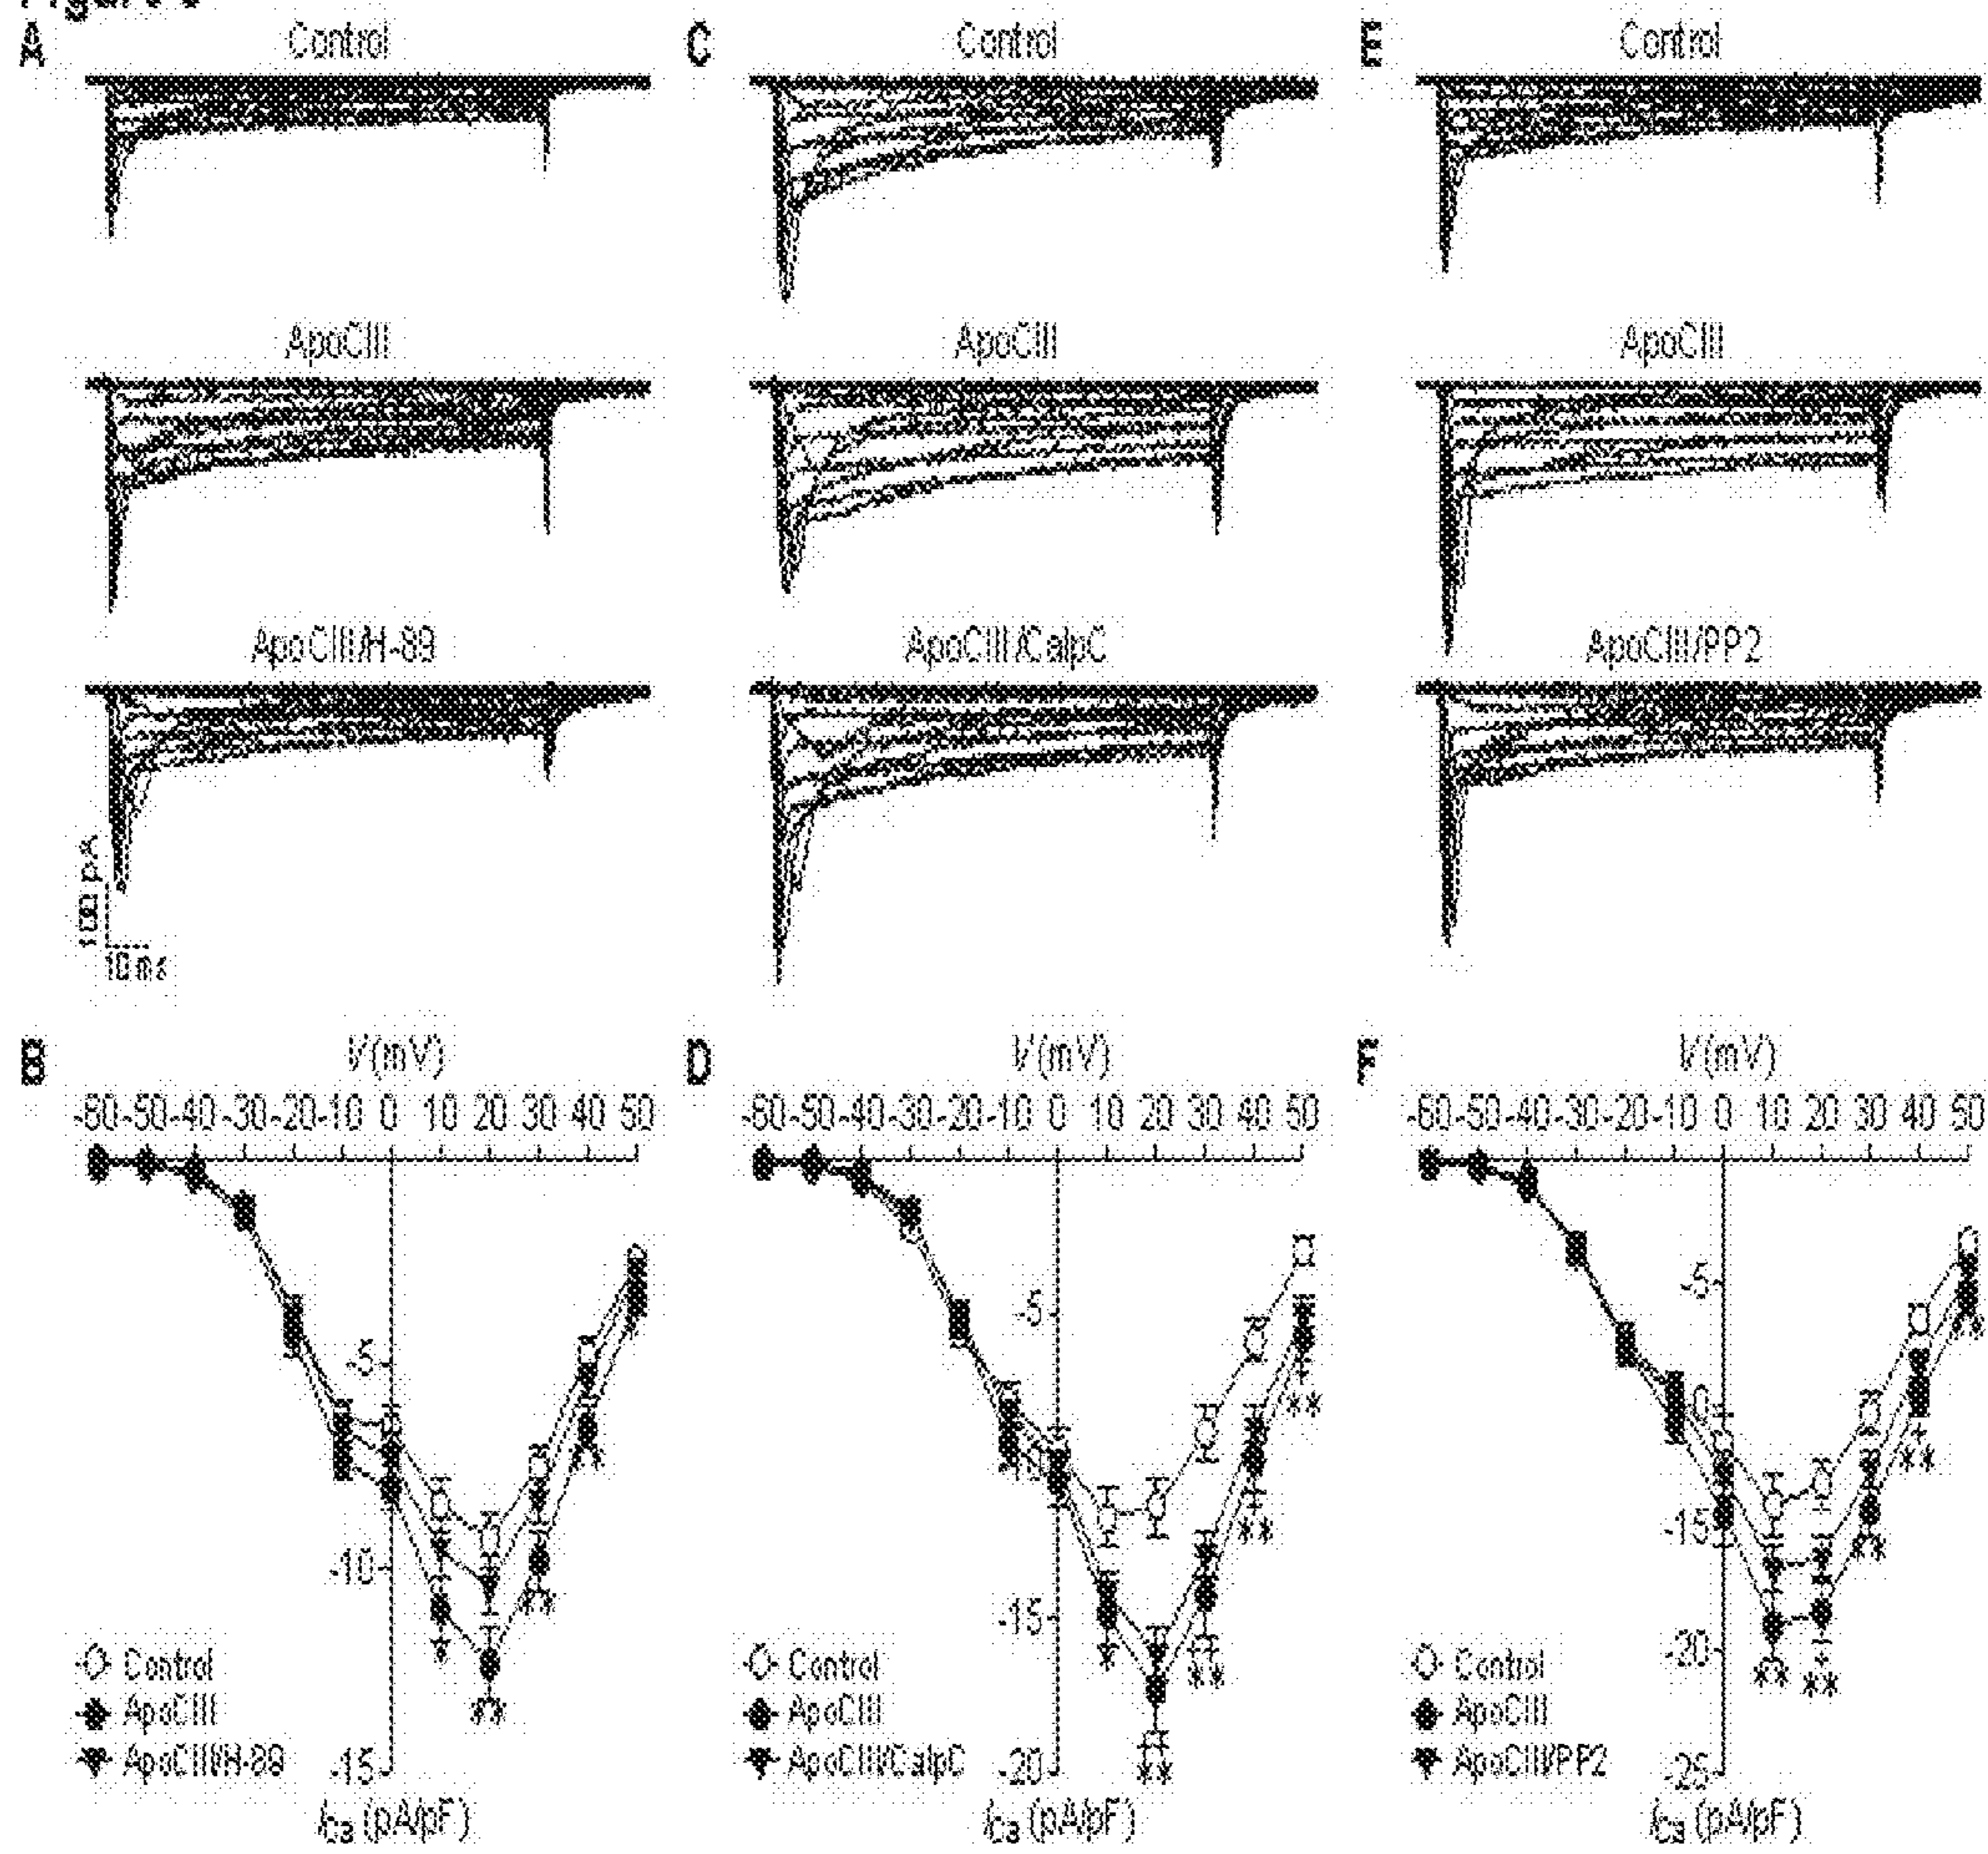 A Control C Control E Control
ApoCIII ApoCIII ApoCIII
ApoCIII/H-89 ApoCIII/CalpC ApoCIII/PP2
100 pA
10 ms
B V (mV) D V (mV) F V (mV)
-60 -50 -40 -30 -20 -10 0 10 20 30 40 50 -60 -50 -40 -30 -20 -10 0 10 20 30 40 50 -60 -50 -40 -30 -20 -10 0 10 20 30 40 50
-5 -5 -5
-10 -15 -15
-20
Control Control Control
ApoCIII ApoCIII ApoCIII
ApoCIII/H-89 ApoCIII/CalpC ApoCIII/PP2
-15 -20 -25
ICa (pA/pF) ICa (pA/pF) ICa (pA/pF)
** ** ** ** ** **